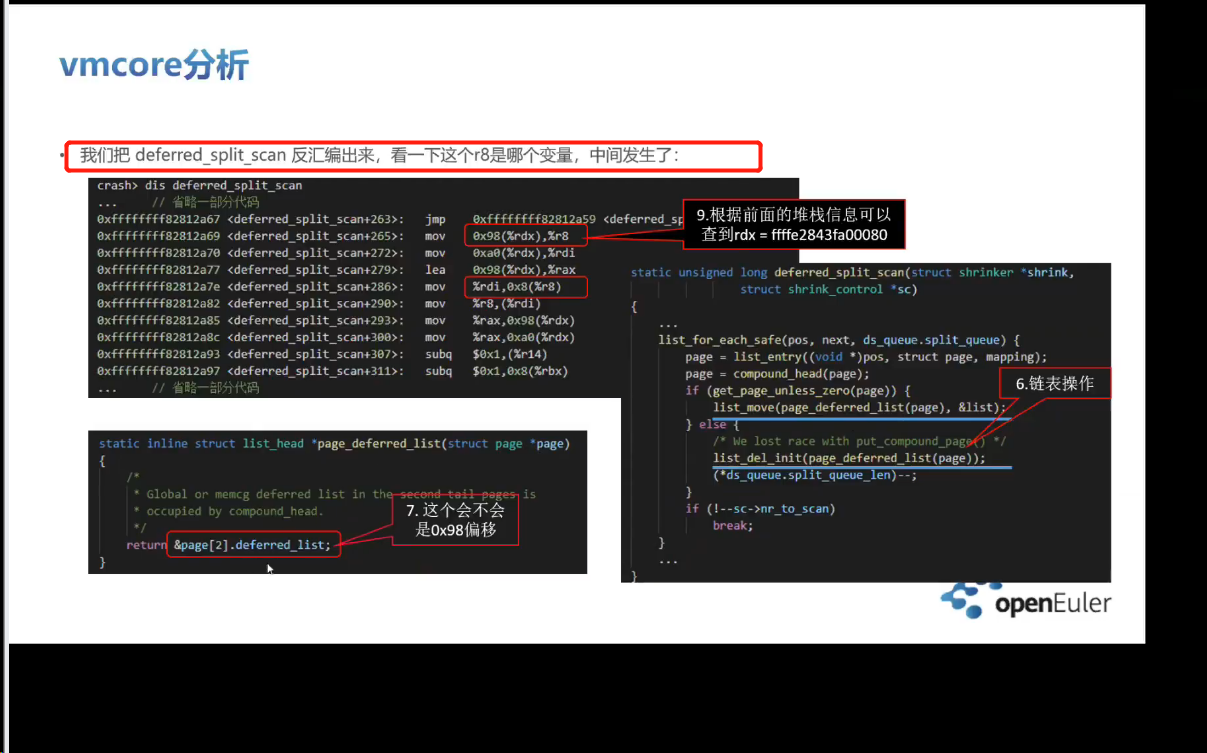 vmcore分析
• 我们把 deferred_split_scan 反汇编出来，看一下这个r8是哪个变量，中间发生了：
crash> dis deferred_split_scan
...     // 省略一部分代码
0xffffffff82812a67 <deferred_split_scan+263>:   jmp    0xffffffff82812a59 <deferred_sp
0xffffffff82812a69 <deferred_split_scan+265>:   mov    0x98(%rdx),%r8
0xffffffff82812a70 <deferred_split_scan+272>:   mov    0xa0(%rdx),%rdi
0xffffffff82812a77 <deferred_split_scan+279>:   lea    0x98(%rdx),%rax
0xffffffff82812a7e <deferred_split_scan+286>:   mov    %rdi,0x8(%r8)
0xffffffff82812a82 <deferred_split_scan+290>:   mov    %r8,(%rdi)
0xffffffff82812a85 <deferred_split_scan+293>:   mov    %rax,0x98(%rdx)
0xffffffff82812a8c <deferred_split_scan+300>:   mov    %rax,0xa0(%rdx)
0xffffffff82812a93 <deferred_split_scan+307>:   subq   $0x1,(%r14)
0xffffffff82812a97 <deferred_split_scan+311>:   subq   $0x1,0x8(%rbx)
...     // 省略一部分代码
9.根据前面的堆栈信息可以
查到rdx = ffffe2843fa00080
static unsigned long deferred_split_scan(struct shrinker *shrink,
struct shrink_control *sc)
{
...
list_for_each_safe(pos, next, ds_queue.split_queue) {
page = list_entry((void *)pos, struct page, mapping);
page = compound_head(page);
if (get_page_unless_zero(page)) {
list_move(page_deferred_list(page), &list);
} else {
/* We lost race with put_compound_page() */
list_del_init(page_deferred_list(page));
(*ds_queue.split_queue_len)--;
}
if (!--sc->nr_to_scan)
break;
}
...
}
6.链表操作
static inline struct list_head *page_deferred_list(struct page *page)
{
/*
* Global or memcg deferred list in the second tail pages is
* occupied by compound_head.
*/
return &page[2].deferred_list;
}
7. 这个会不会
是0x98偏移
openEuler